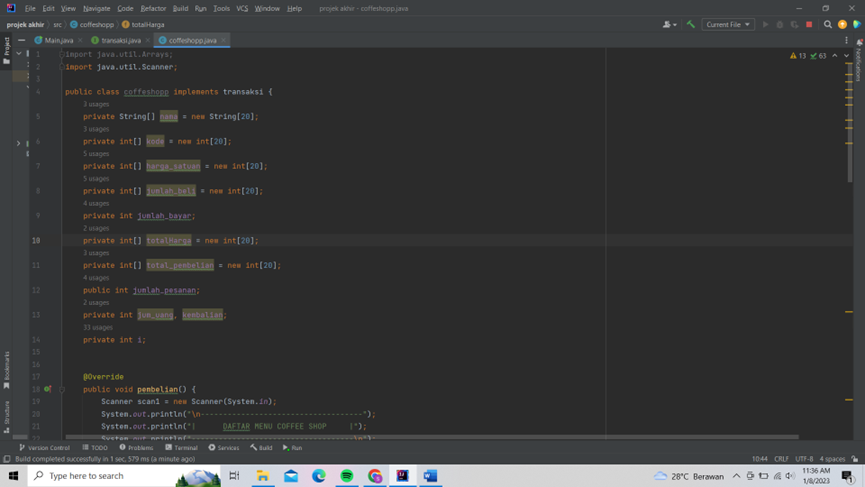 File Edit View Navigate Code Refactor Build Run Tools VCS Window Help projek akhir - coffeshopp.java
projek akhir src coffeshopp totalHarga Current File
Project Main.java transaksi.java coffeshopp.java
13 63
Notifications
1 import java.util.Arrays;
2 import java.util.Scanner;
3
4 public class coffeshopp implements transaksi {
3 usages
5 private String[] nama = new String[20];
3 usages
6 private int[] kode = new int[20];
5 usages
7 private int[] harga_satuan = new int[20];
5 usages
8 private int[] jumlah_beli = new int[20];
4 usages
9 private int jumlah_bayar;
2 usages
10 private int[] totalHarga = new int[20];
3 usages
11 private int[] total_pembelian = new int[20];
4 usages
12 public int jumlah_pesanan;
2 usages
13 private int jum_uang, kembalian;
33 usages
14 private int i;
15
16
17 @Override
18 public void pembelian() {
19 Scanner scan1 = new Scanner(System.in);
20 System.out.println("\n------------------------------------");
21 System.out.println("| DAFTAR MENU COFFEE SHOP |");
Bookmarks
Structure
Version Control TODO Problems Terminal Services Build Run
Build completed successfully in 1 sec, 579 ms (a minute ago) 10:44 CRLF UTF-8 4 spaces
Type here to search 28°C Berawan 11:36 AM
1/8/2023
1